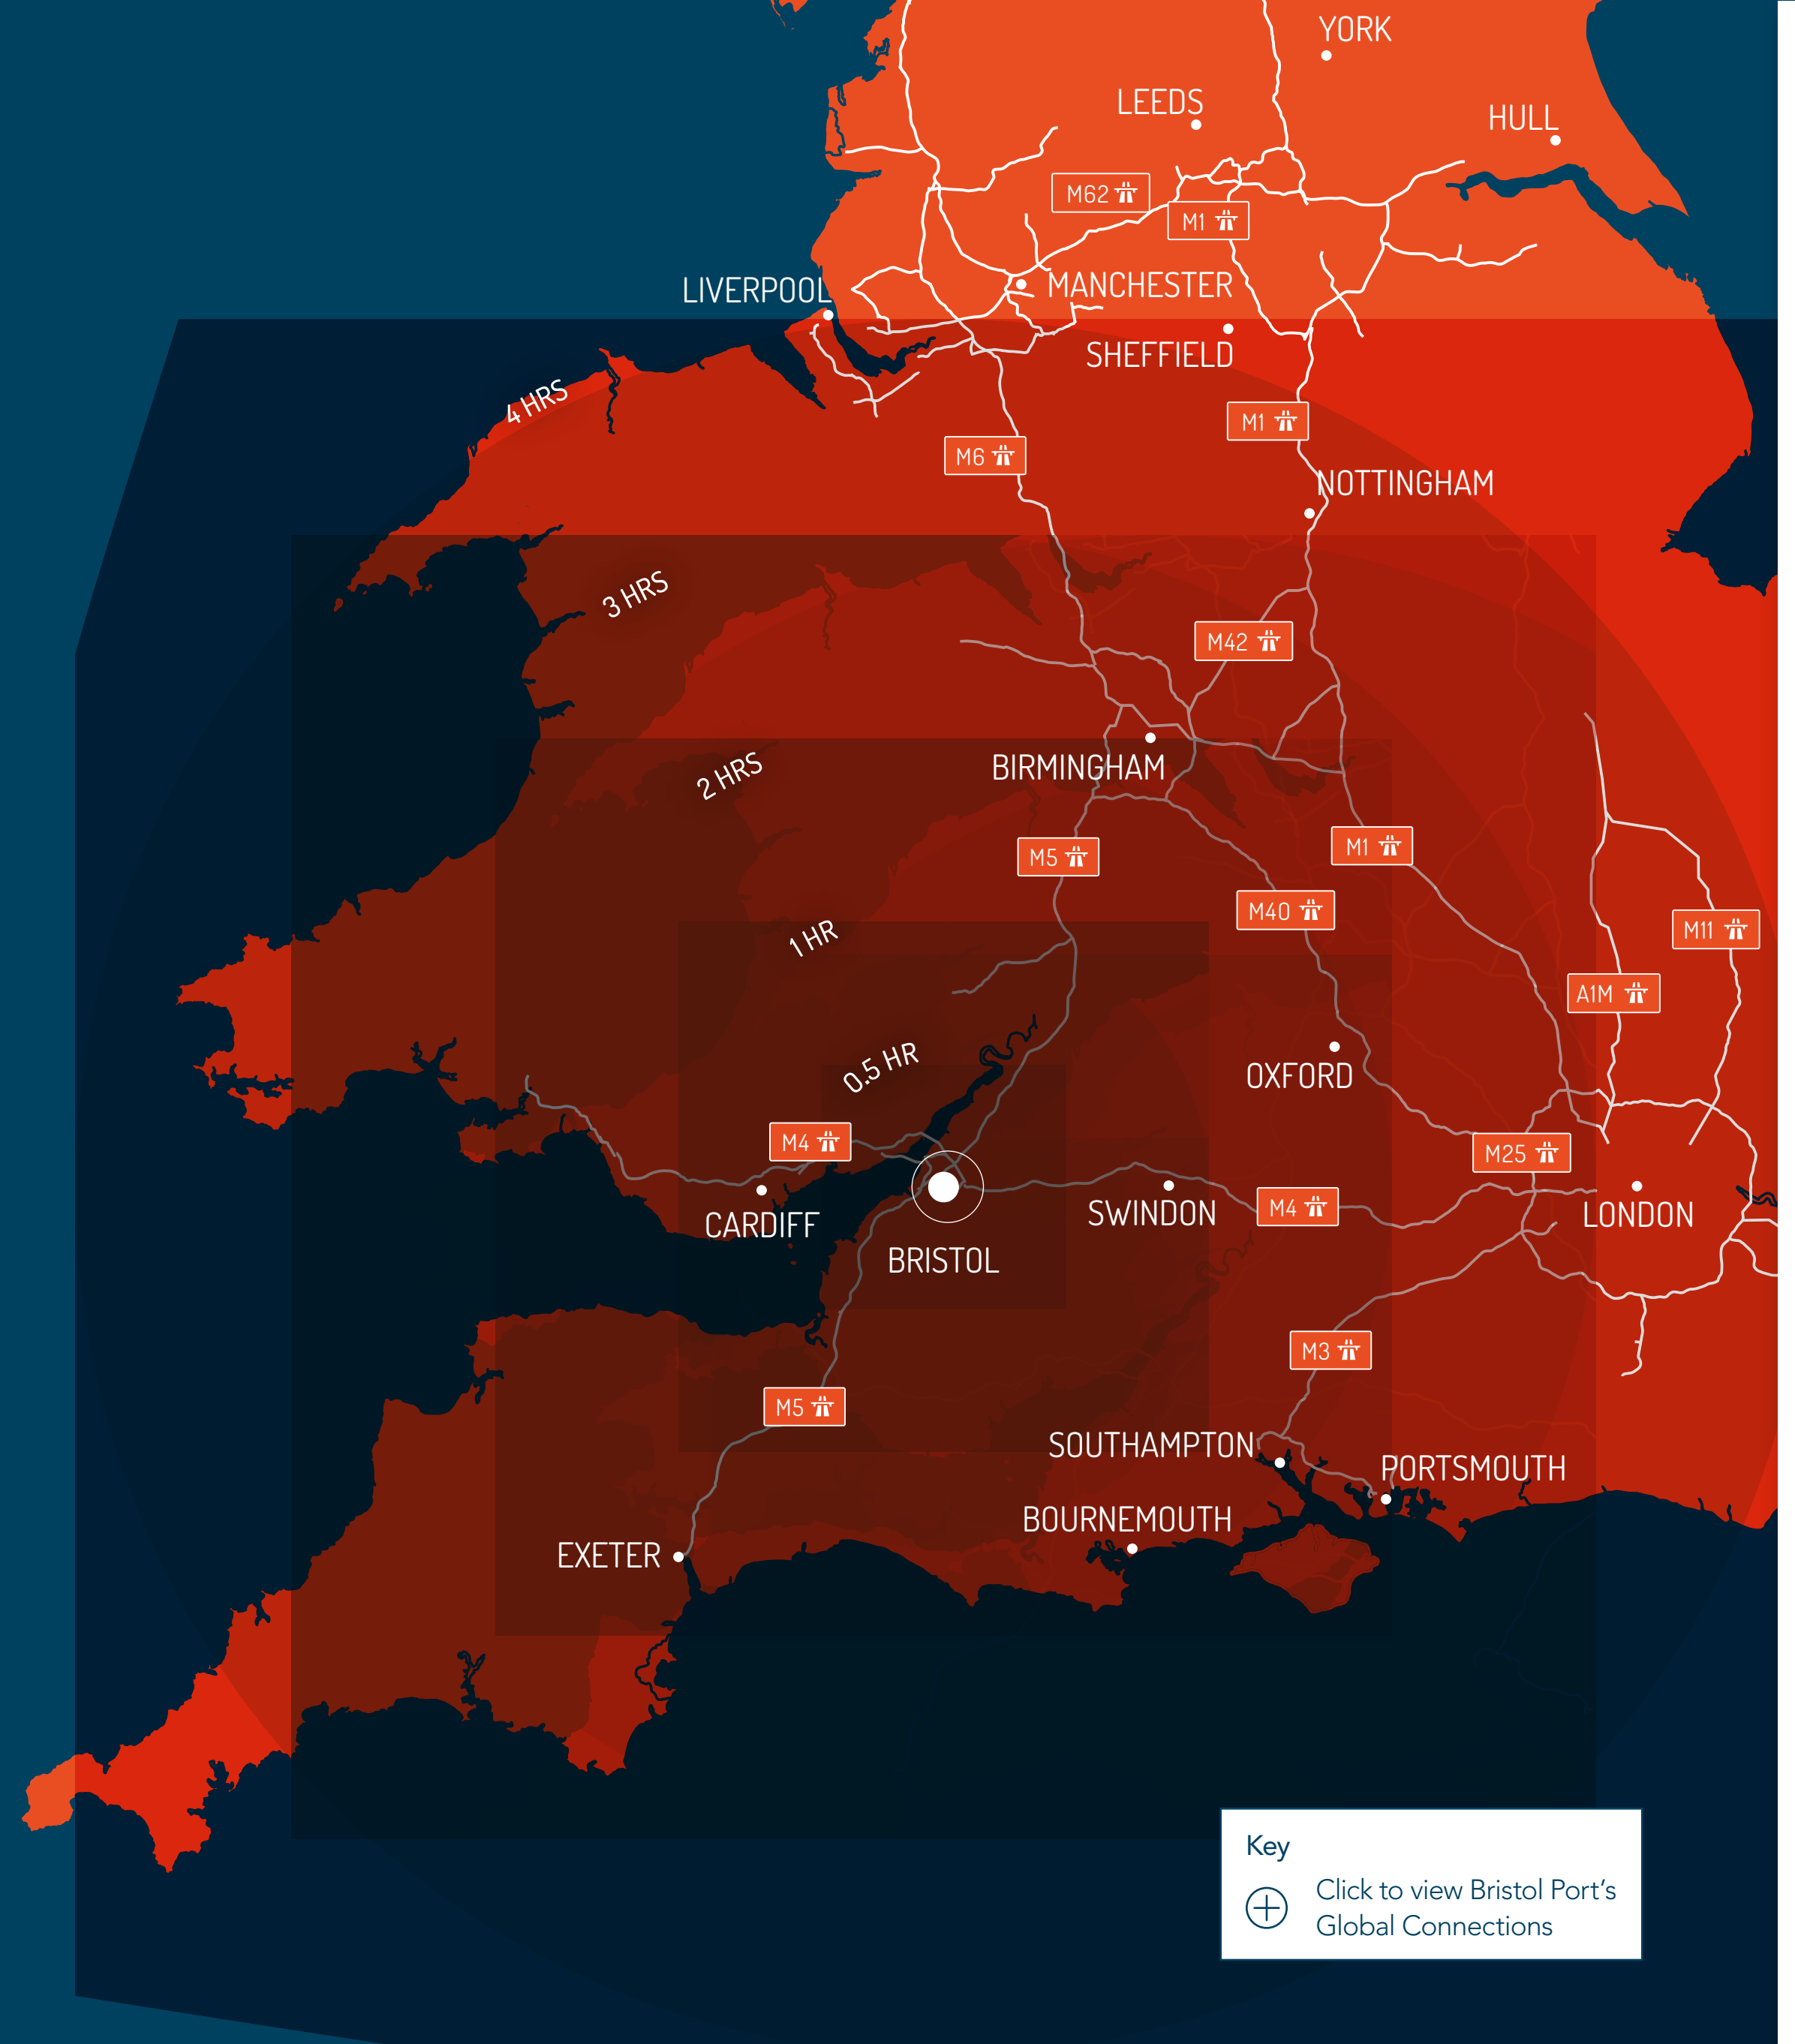 YORK
LEEDS
HULL
M62
M1
LIVERPOOL
MANCHESTER
SHEFFIELD
4 HRS
M1
M6
NOTTINGHAM
3 HRS
M42
2 HRS
BIRMINGHAM
M5
M1
M40
1 HR
M11
A1M
0.5 HR
OXFORD
M4
M25
CARDIFF
SWINDON
M4
LONDON
BRISTOL
M3
M5
SOUTHAMPTON
PORTSMOUTH
BOURNEMOUTH
EXETER
Key
Click to view Bristol Port’s
Global Connections